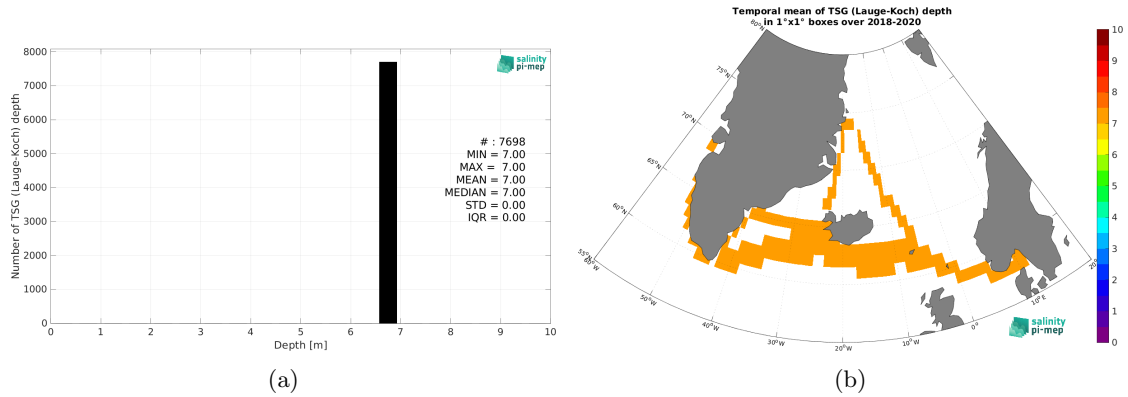 8000
7000
6000
5000
4000
3000
2000
1000
0
Number of TSG (Lauge-Koch) depth
0 1 2 3 4 5 6 7 8 9 10
Depth [m]
salinity
pi-mep
# : 7698
MIN = 7.00
MAX = 7.00
MEAN = 7.00
MEDIAN = 7.00
STD = 0.00
IQR = 0.00
(a)
Temporal mean of TSG (Lauge-Koch) depth
in 1°x1° boxes over 2018-2020
80°N
75°N
70°N
65°N
60°N
55°N
60°W
50°W
40°W
30°W
20°W
10°W
0°
10°E
salinity
pi-mep
10
9
8
7
6
5
4
3
2
1
0
(b)